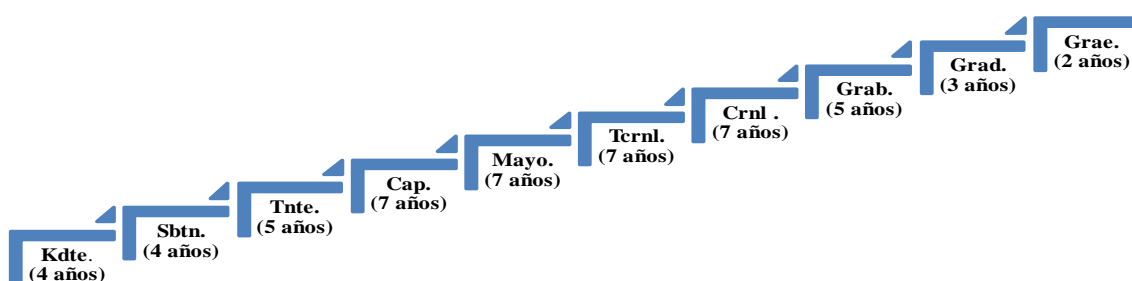 Kdte.
(4 años)
Sbtn.
(4 años)
Tnte.
(5 años)
Cap.
(7 años)
Mayo.
(7 años)
Tcrnl.
(7 años)
Crnl .
(7 años)
Grab.
(5 años)
Grad.
(3 años)
Grae.
(2 años)